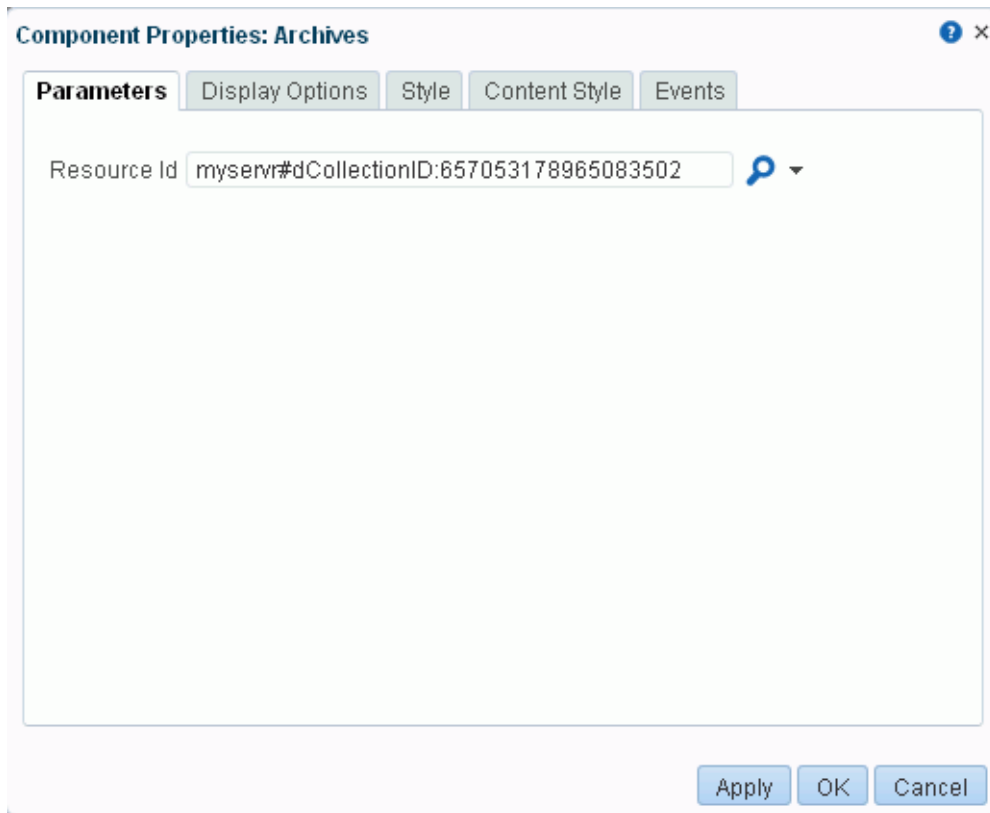 Component Properties: Archives ? ×
Parameters Display Options Style Content Style Events
Resource Id myservr#dCollectionID:657053178965083502
Apply OK Cancel